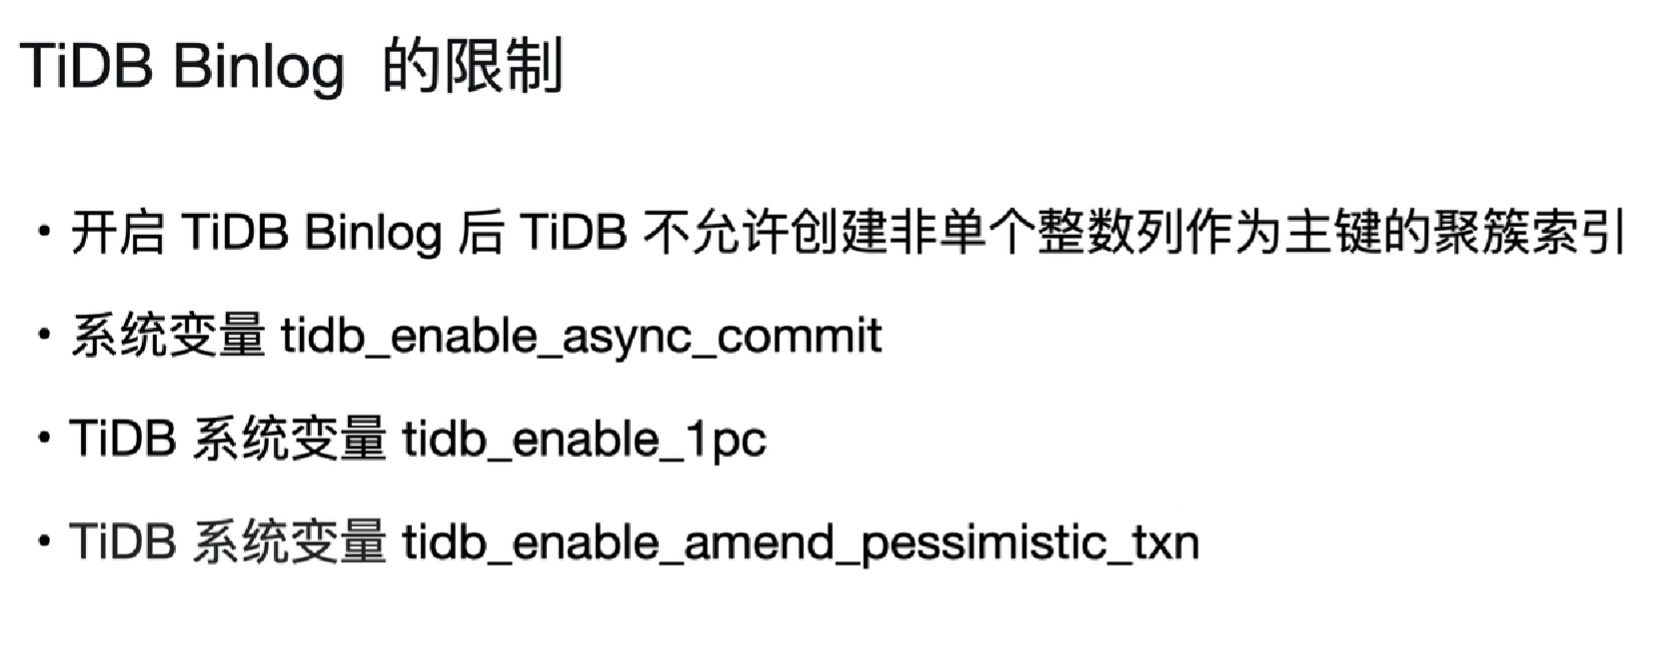 TiDB Binlog 的限制
• 开启 TiDB Binlog 后 TiDB 不允许创建非单个整数列作为主键的聚簇索引
• 系统变量 tidb_enable_async_commit
• TiDB 系统变量 tidb_enable_1pc
• TiDB 系统变量 tidb_enable_amend_pessimistic_txn